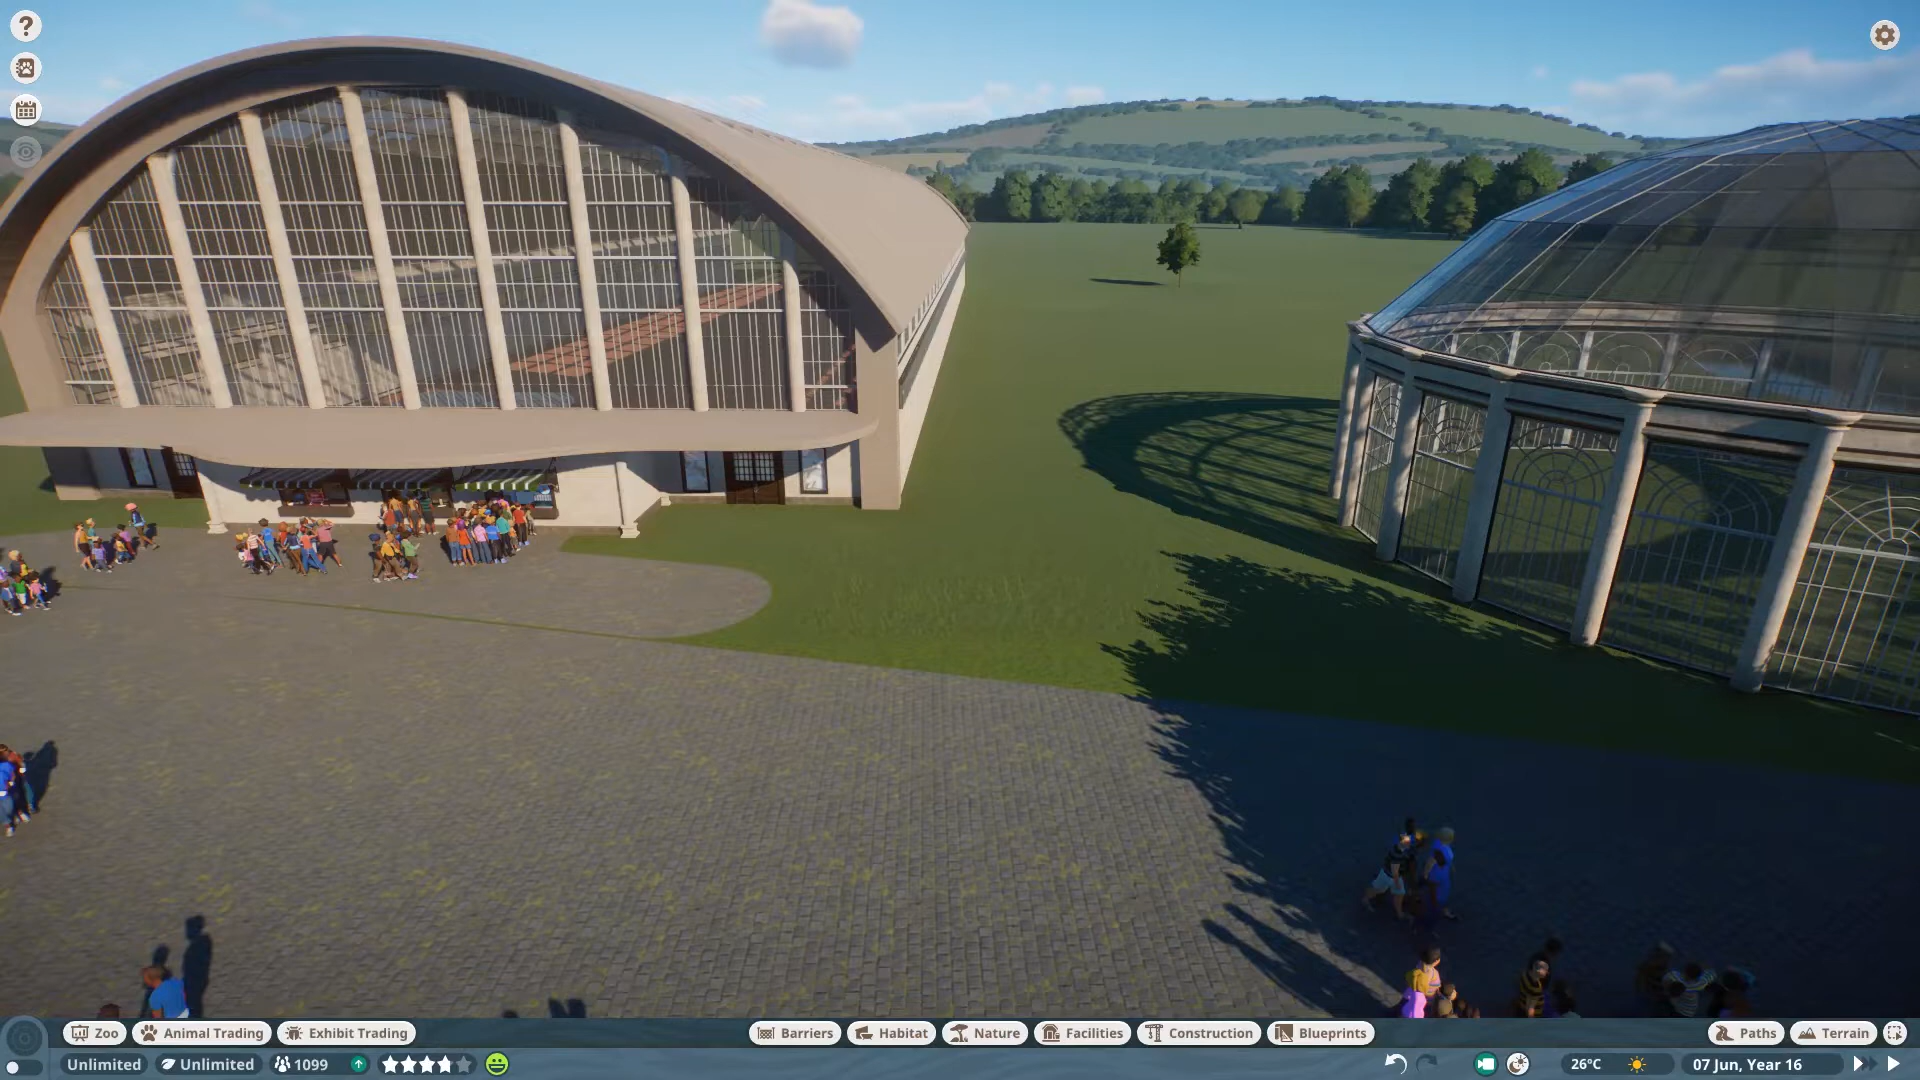 ?
Zoo Animal Trading Exhibit Trading Barriers Habitat Nature Facilities Construction Blueprints Paths Terrain
Unlimited Unlimited 1099 26°C 07 Jun, Year 16